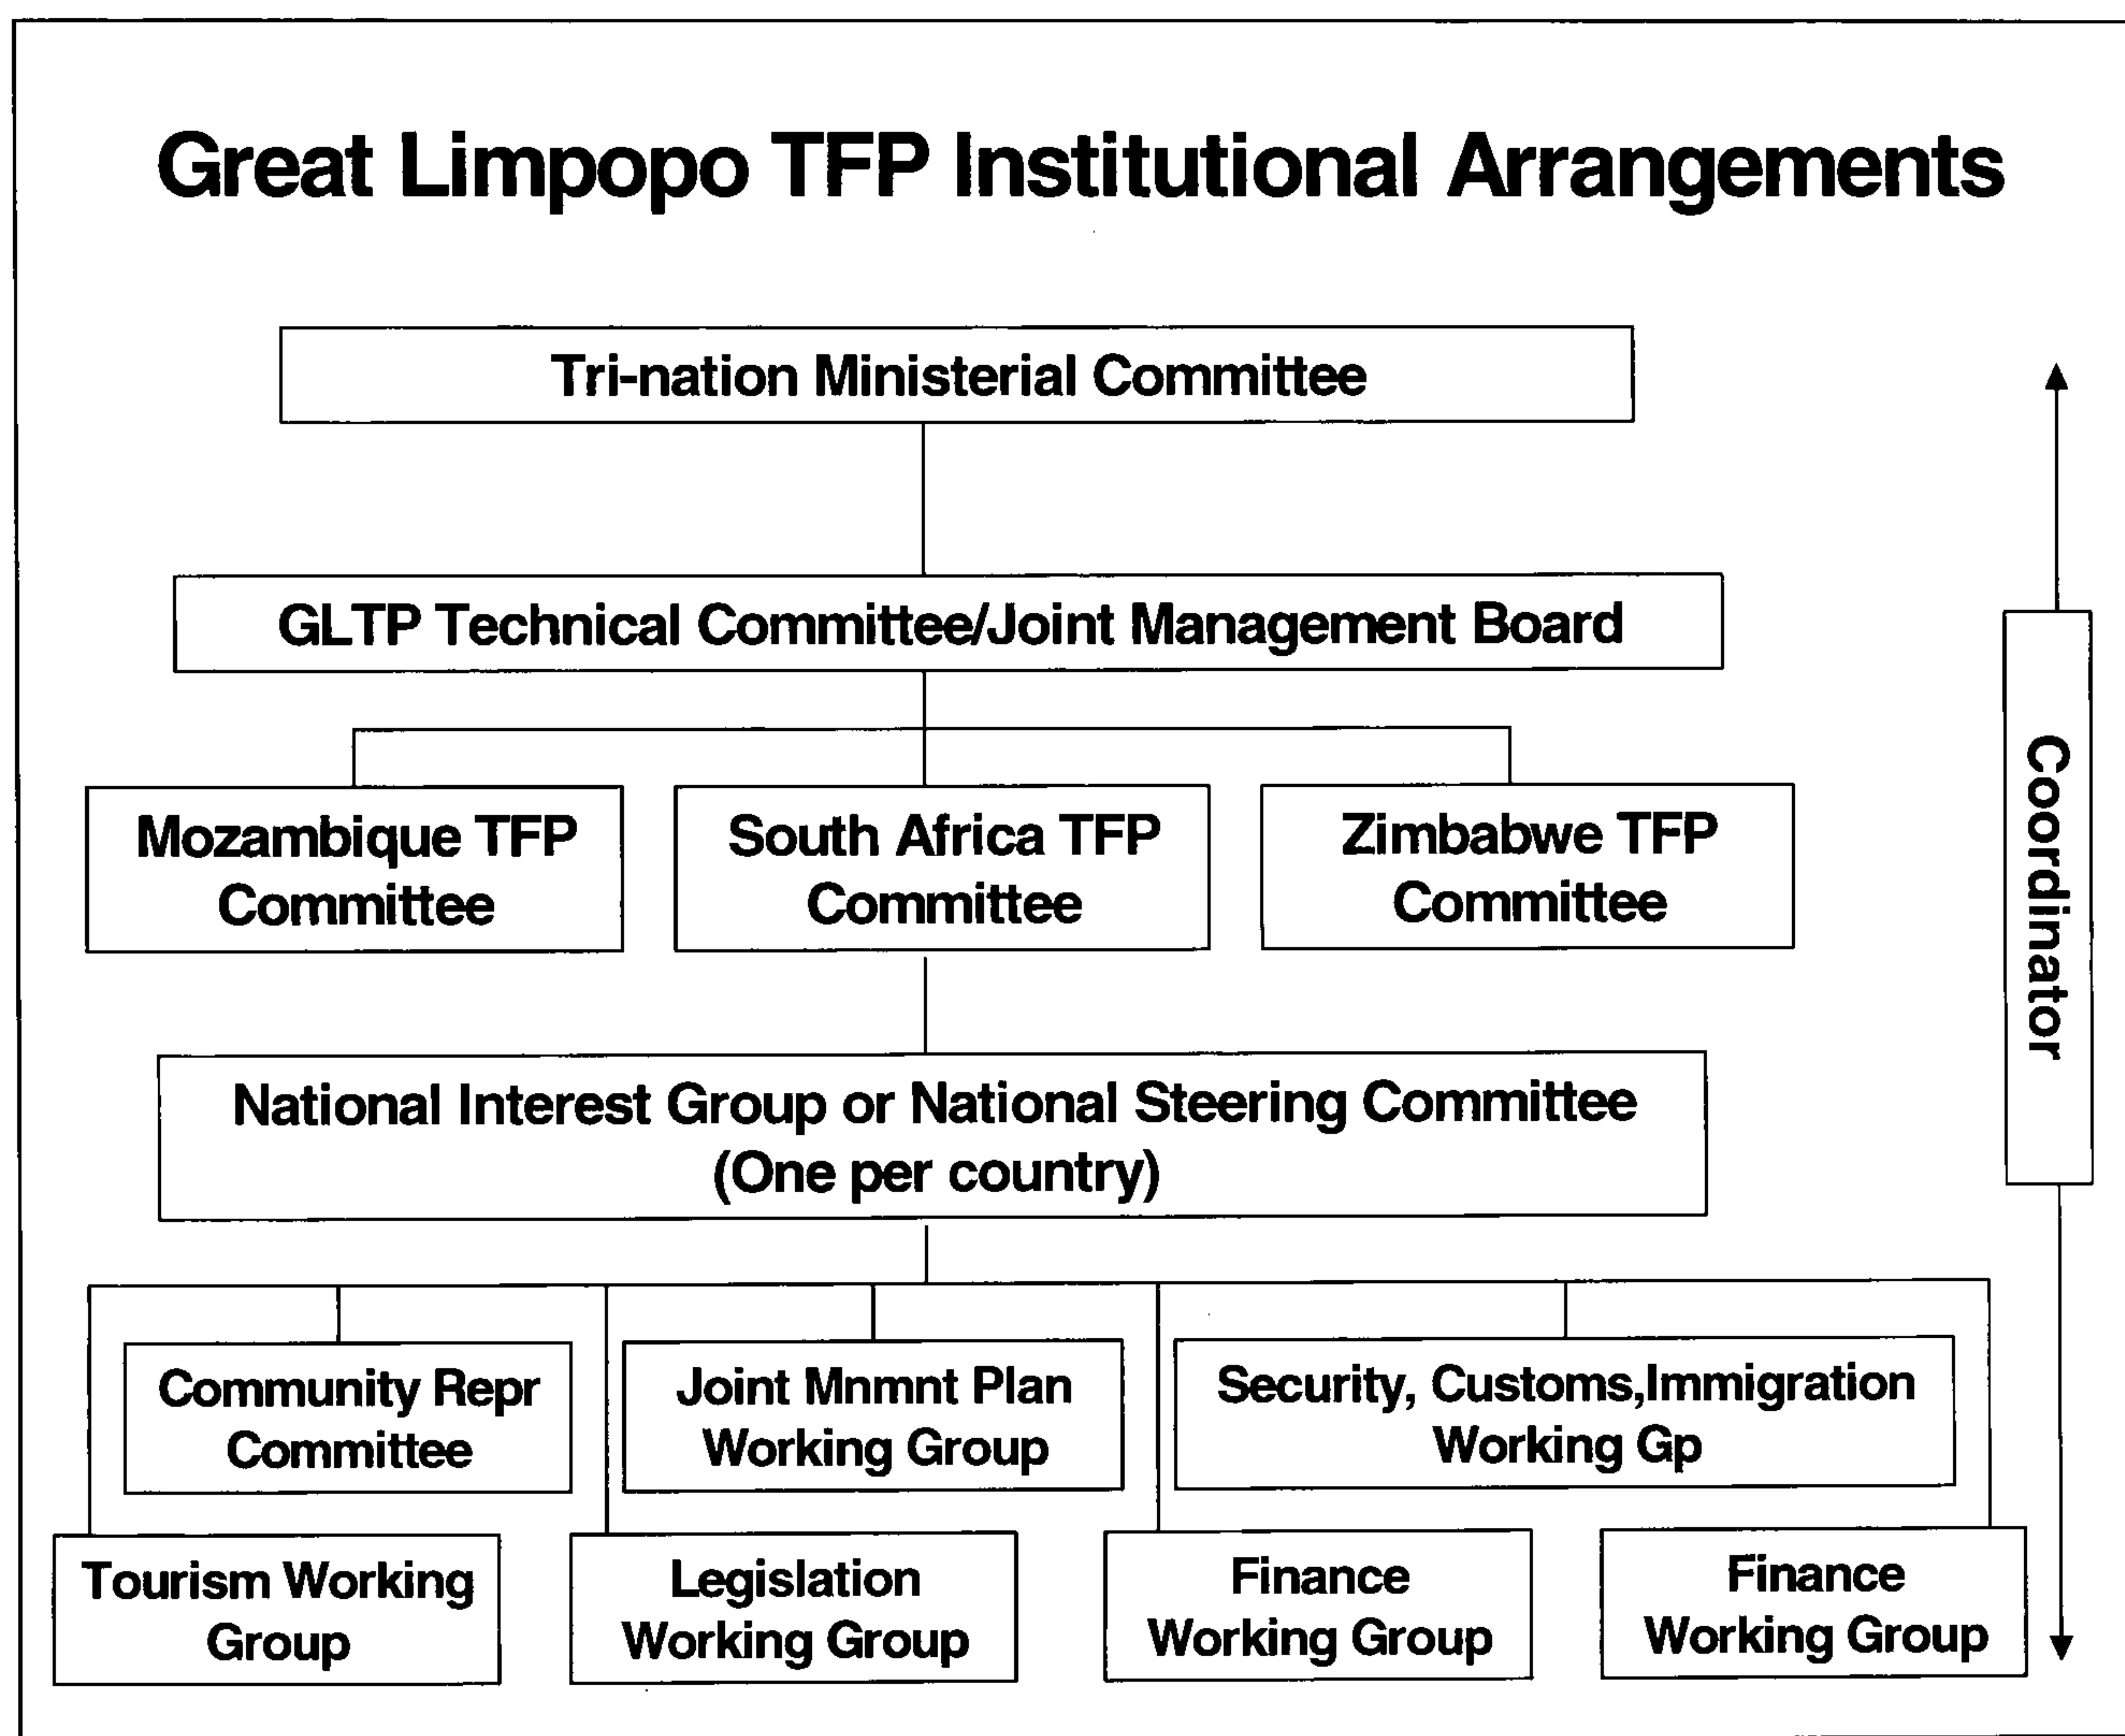 Great Limpopo TFP Institutional Arrangements
Tri-nation Ministerial Committee
GLTP Technical Committee/Joint Management Board
Mozambique TFP
Committee
South Africa TFP
Committee
Zimbabwe TFP
Committee
Coordinator
National Interest Group or National Steering Committee
(One per country)
Community Repr
Committee
Joint Mnmnt Plan
Working Group
Security, Customs,Immigration
Working Gp
Tourism Working
Group
Legislation
Working Group
Finance
Working Group
Finance
Working Group